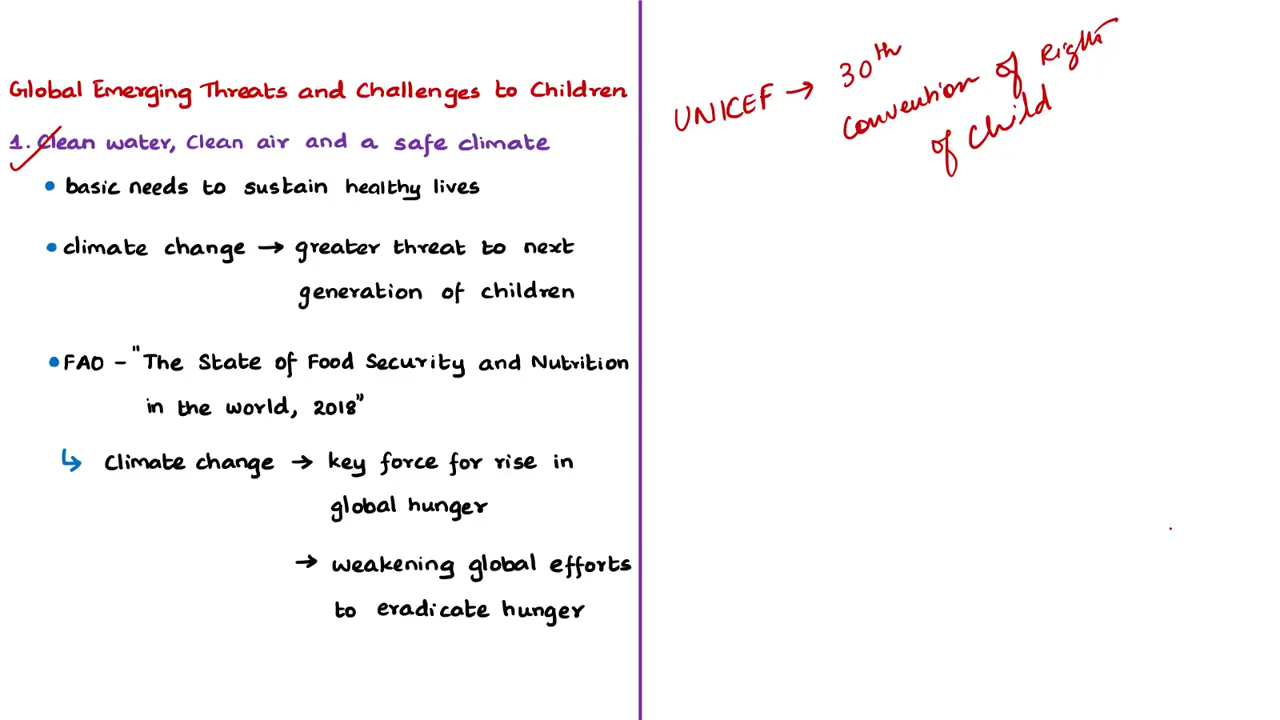 Global Emerging Threats and Challenges to Children
1. Clean water, Clean air and a safe climate
• basic needs to sustain healthy lives
• climate change → greater threat to next
generation of children
• FAO - "The State of Food Security and Nutrition
in the world, 2018"
↳ Climate change → key force for rise in
global hunger
→ weakening global efforts
to eradicate hunger
UNICEF → 30th
convention of Right
of Child